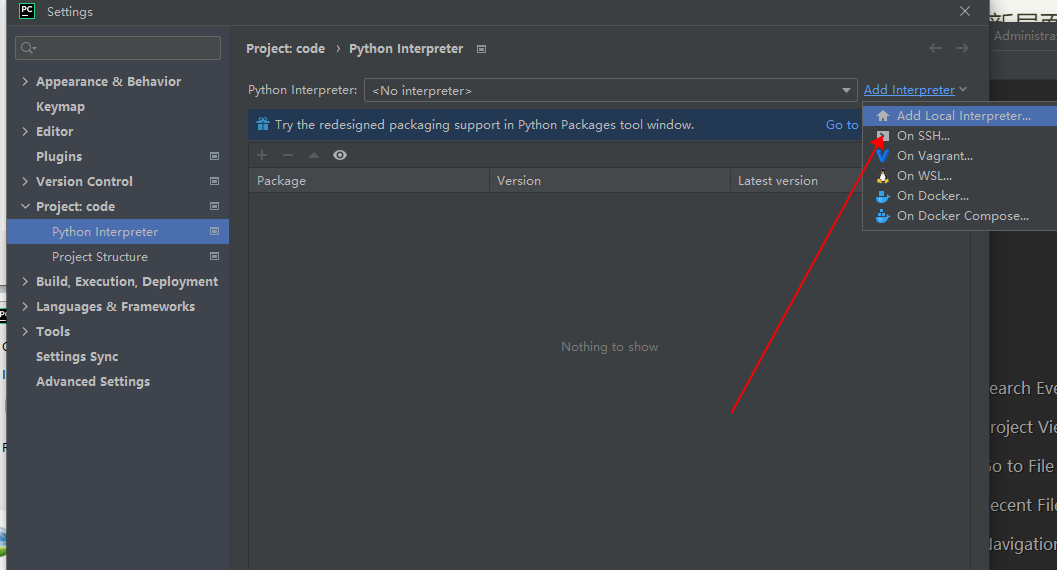 PC Settings
Project: code › Python Interpreter
Administra
Python Interpreter: <No interpreter> Add Interpreter
Appearance & Behavior
Keymap
Editor
Plugins
Version Control
Project: code
Python Interpreter
Project Structure
Build, Execution, Deployment
Languages & Frameworks
Tools
Settings Sync
Advanced Settings
Try the redesigned packaging support in Python Packages tool window. Go to
Package Version Latest version
Nothing to show
Add Local Interpreter...
On SSH...
On Vagrant...
On WSL...
On Docker...
On Docker Compose...
earch Eve
roject Vie
Go to File
ecent File
Navigation